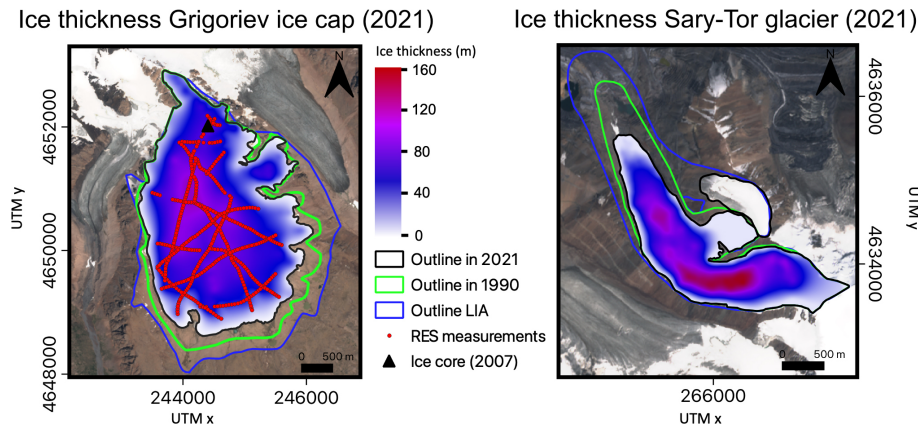 Ice thickness Grigoriev ice cap (2021)
Ice thickness Sary-Tor glacier (2021)
N
4652000
4650000
4648000
UTM y
0 500 m
244000
246000
UTM x
Ice thickness (m)
160
120
80
40
0
Outline in 2021
Outline in 1990
Outline LIA
RES measurements
Ice core (2007)
N
4636000
4634000
UTM y
0 500 m
266000
UTM x